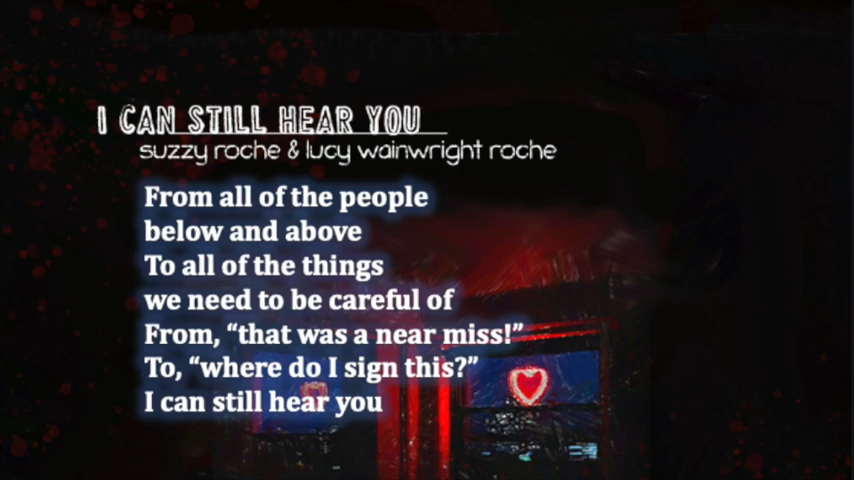 I CAN STILL HEAR YOU
suzzy roche & lucy wainwright roche
From all of the people
below and above
To all of the things
we need to be careful of
From, “that was a near miss!”
To, “where do I sign this?”
I can still hear you